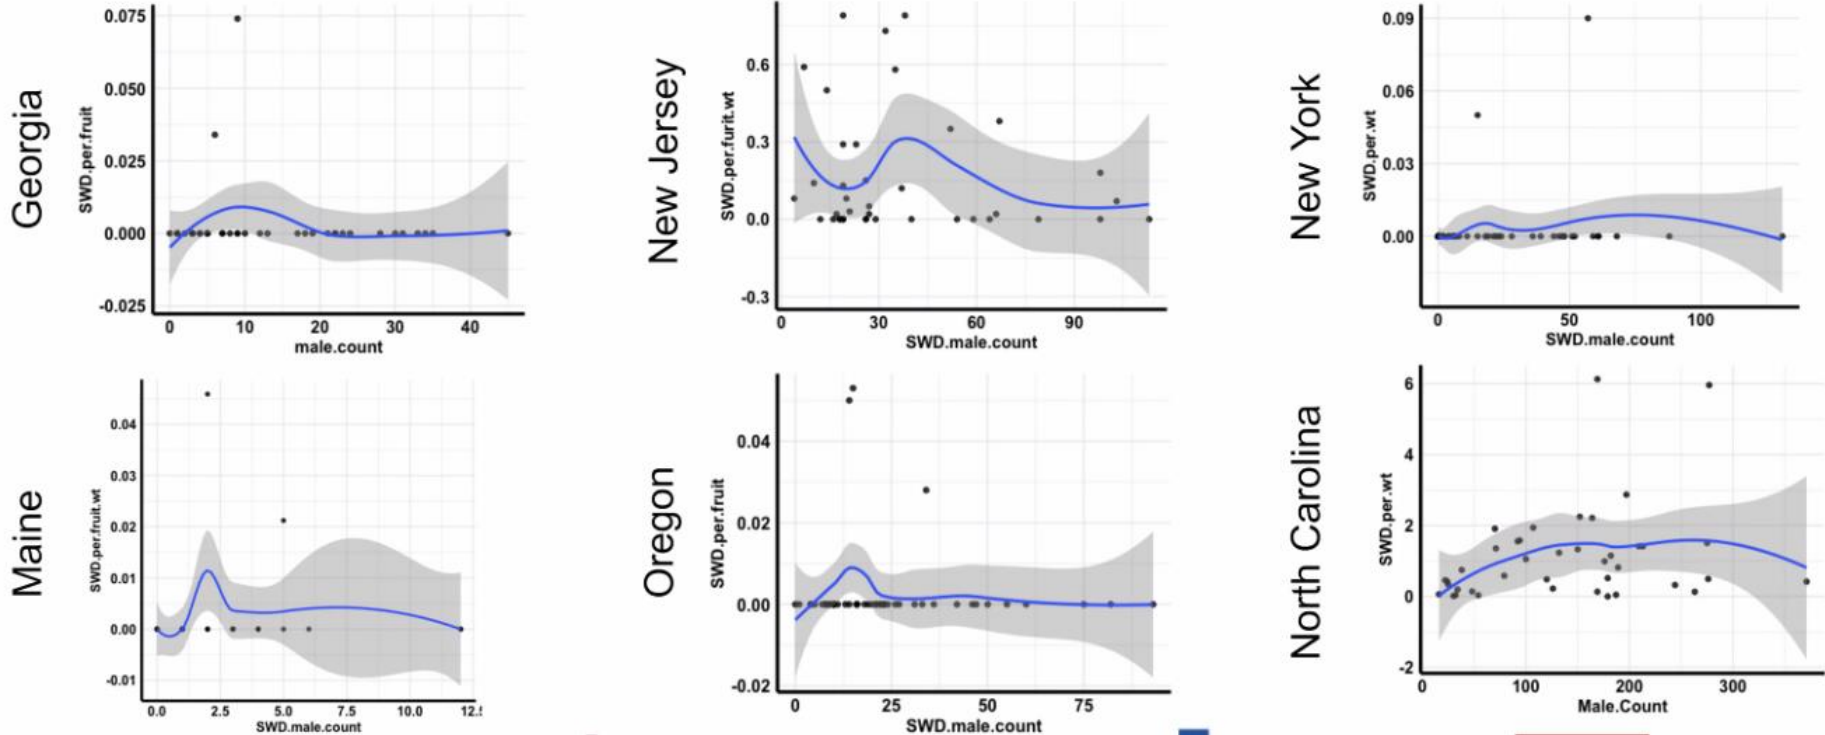 Georgia
SWD.per.fruit
0.075
0.050
0.025
0.000
-0.025
0 10 20 30 40
male.count
New Jersey
SWD.per.furit.wt
0.6
0.3
0.0
-0.3
0 30 60 90
SWD.male.count
New York
SWD.per.wt
0.09
0.06
0.03
0.00
0 50 100
SWD.male.count
Maine
SWD.per.fruit.wt
0.04
0.03
0.02
0.01
0.00
-0.01
0.0 2.5 5.0 7.5 10.0
SWD.male.count
Oregon
SWD.per.fruit
0.04
0.02
0.00
-0.02
0 25 50 75
SWD.male.count
North Carolina
SWD.per.wt
6
4
2
0
-2
0 100 200 300
Male.Count